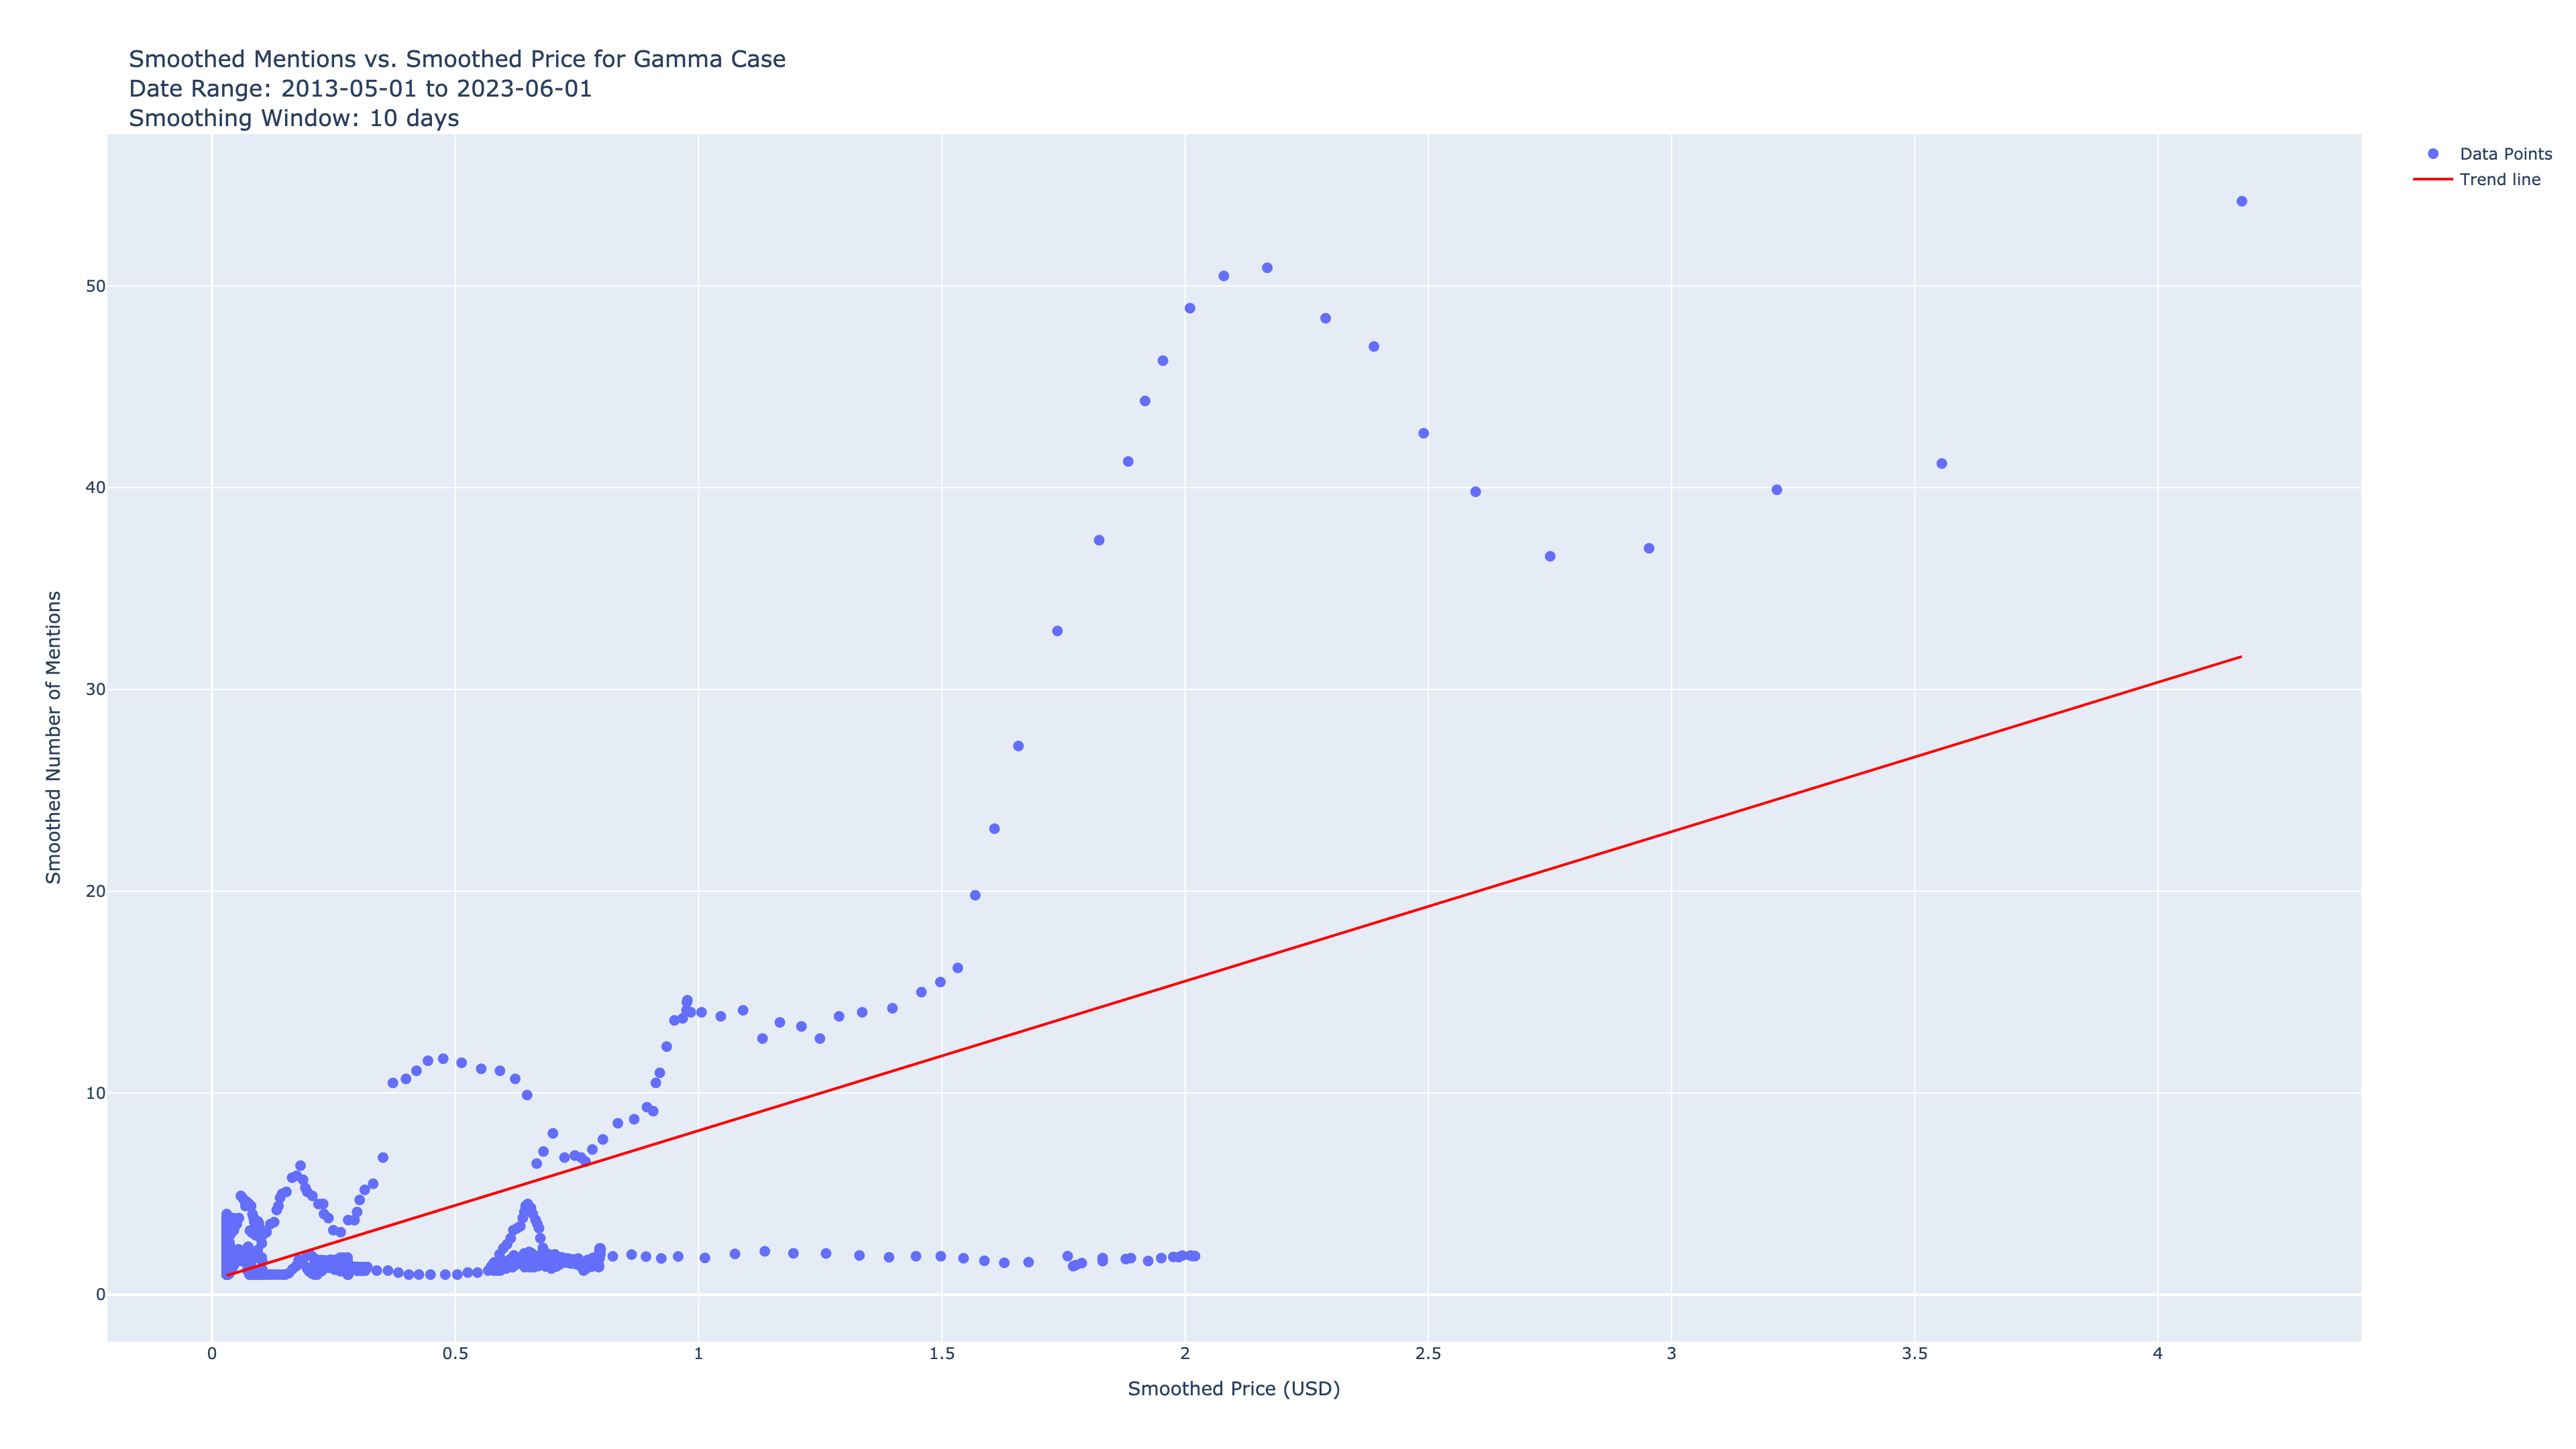 Smoothed Mentions vs. Smoothed Price for Gamma Case
Date Range: 2013-05-01 to 2023-06-01
Smoothing Window: 10 days
Data Points
Trend line
Smoothed Number of Mentions
50
40
30
20
10
0
0
0.5
1
1.5
2
2.5
3
3.5
4
Smoothed Price (USD)